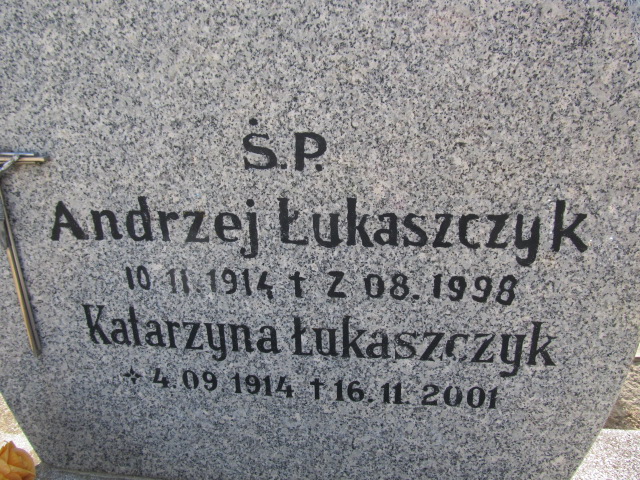 Ś.P.
Andrzej Łukaszczyk
10.11.1914 † 2 08.1998
Katarzyna Łukaszczyk
4.09 1914 † 16.11.2001